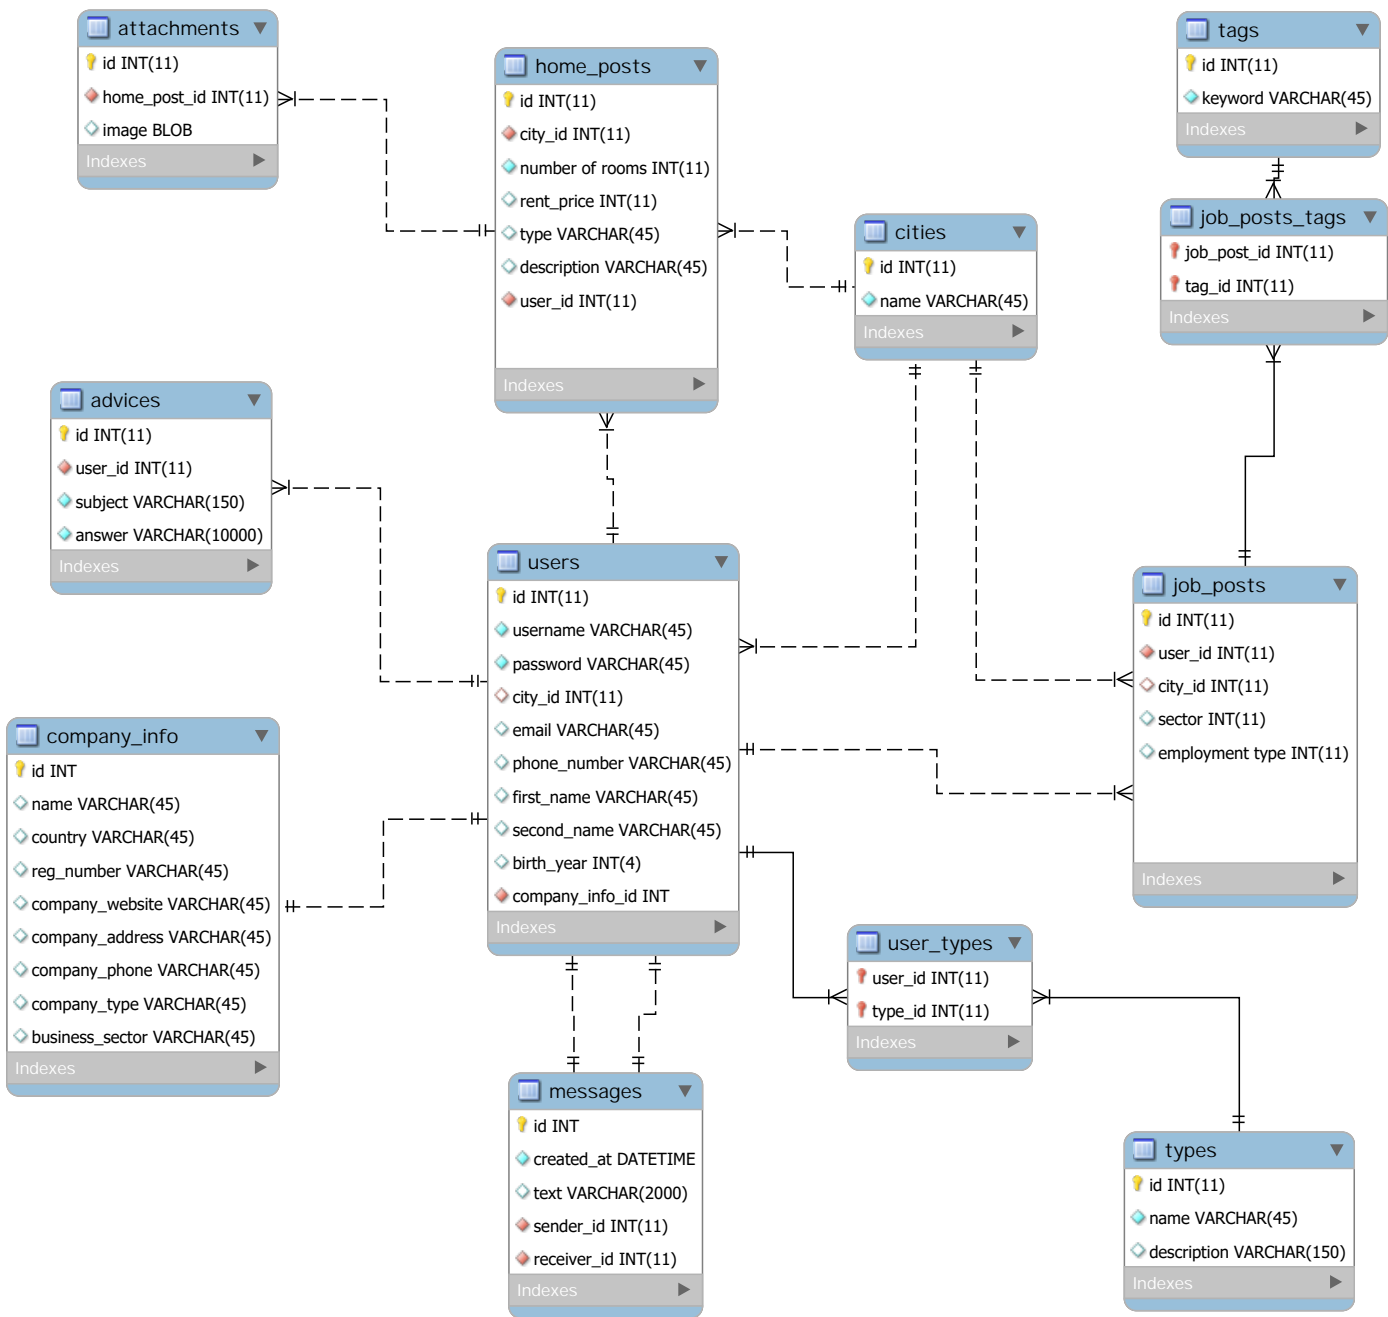 attachments
id INT(11)
home_post_id INT(11)
image BLOB
Indexes
home_posts
id INT(11)
city_id INT(11)
number of rooms INT(11)
rent_price INT(11)
type VARCHAR(45)
description VARCHAR(45)
user_id INT(11)
Indexes
tags
id INT(11)
keyword VARCHAR(45)
Indexes
job_posts_tags
job_post_id INT(11)
tag_id INT(11)
Indexes
cities
id INT(11)
name VARCHAR(45)
Indexes
advices
id INT(11)
user_id INT(11)
subject VARCHAR(150)
answer VARCHAR(10000)
Indexes
users
id INT(11)
username VARCHAR(45)
password VARCHAR(45)
city_id INT(11)
email VARCHAR(45)
phone_number VARCHAR(45)
first_name VARCHAR(45)
second_name VARCHAR(45)
birth_year INT(4)
company_info_id INT
Indexes
job_posts
id INT(11)
user_id INT(11)
city_id INT(11)
sector INT(11)
employment type INT(11)
Indexes
company_info
id INT
name VARCHAR(45)
country VARCHAR(45)
reg_number VARCHAR(45)
company_website VARCHAR(45)
company_address VARCHAR(45)
company_phone VARCHAR(45)
company_type VARCHAR(45)
business_sector VARCHAR(45)
Indexes
user_types
user_id INT(11)
type_id INT(11)
Indexes
messages
id INT
created_at DATETIME
text VARCHAR(2000)
sender_id INT(11)
receiver_id INT(11)
Indexes
types
id INT(11)
name VARCHAR(45)
description VARCHAR(150)
Indexes